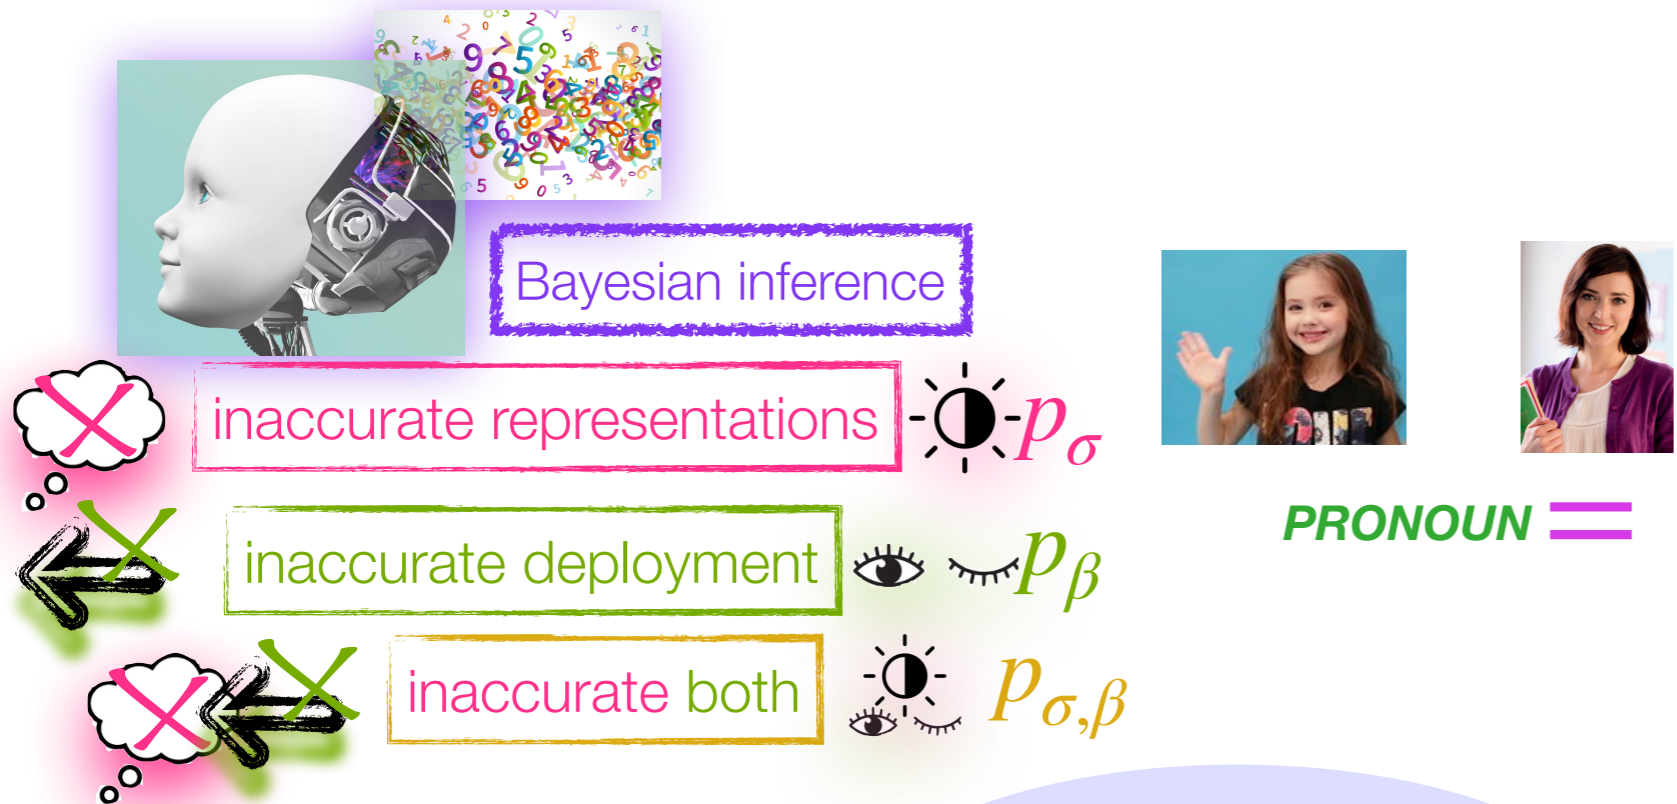 Bayesian inference
inaccurate representations
pσ
inaccurate deployment
pβ
PRONOUN =
inaccurate both
pσ,β